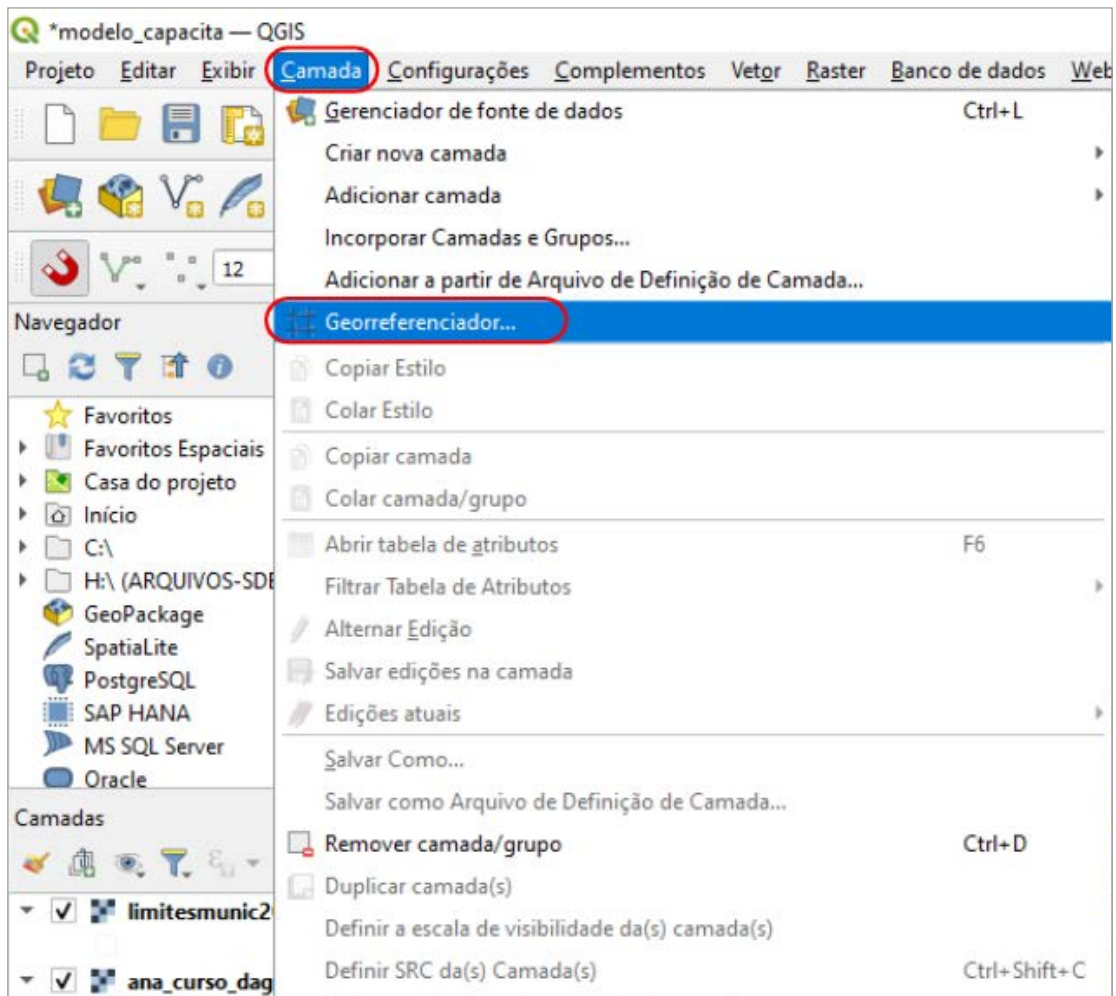 *modelo_capacita — QGIS
Projeto Editar Exibir Camada Configurações Complementos Vetor Raster Banco de dados Web
Gerenciador de fonte de dados Ctrl+L
Criar nova camada
Adicionar camada
Incorporar Camadas e Grupos...
12
Adicionar a partir de Arquivo de Definição de Camada...
Navegador
Georreferenciador...
Copiar Estilo
Colar Estilo
Copiar camada
Colar camada/grupo
Abrir tabela de atributos F6
Filtrar Tabela de Atributos
Alternar Edição
Salvar edições na camada
Edições atuais
Salvar Como...
Salvar como Arquivo de Definição de Camada...
Remover camada/grupo Ctrl+D
Duplicar camada(s)
Definir a escala de visibilidade da(s) camada(s)
Definir SRC da(s) Camada(s) Ctrl+Shift+C
Favoritos
Favoritos Espaciais
Casa do projeto
Início
C:\
H:\ (ARQUIVOS-SDE
GeoPackage
SpatiaLite
PostgreSQL
SAP HANA
MS SQL Server
Oracle
Camadas
limitesmunic2
ana_curso_dag